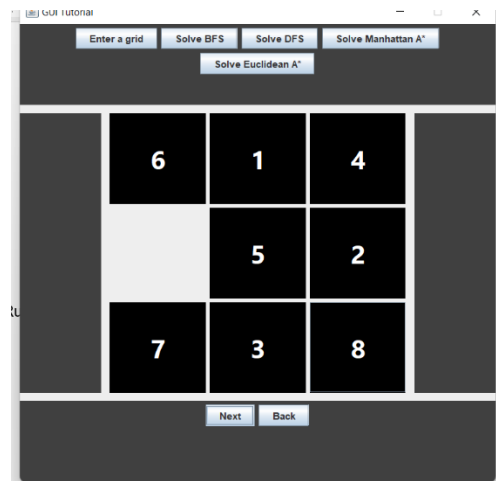 GUI Tutorial
Enter a grid Solve BFS Solve DFS Solve Manhattan A*
Solve Euclidean A*
6 1 4
5 2
7 3 8
Next Back